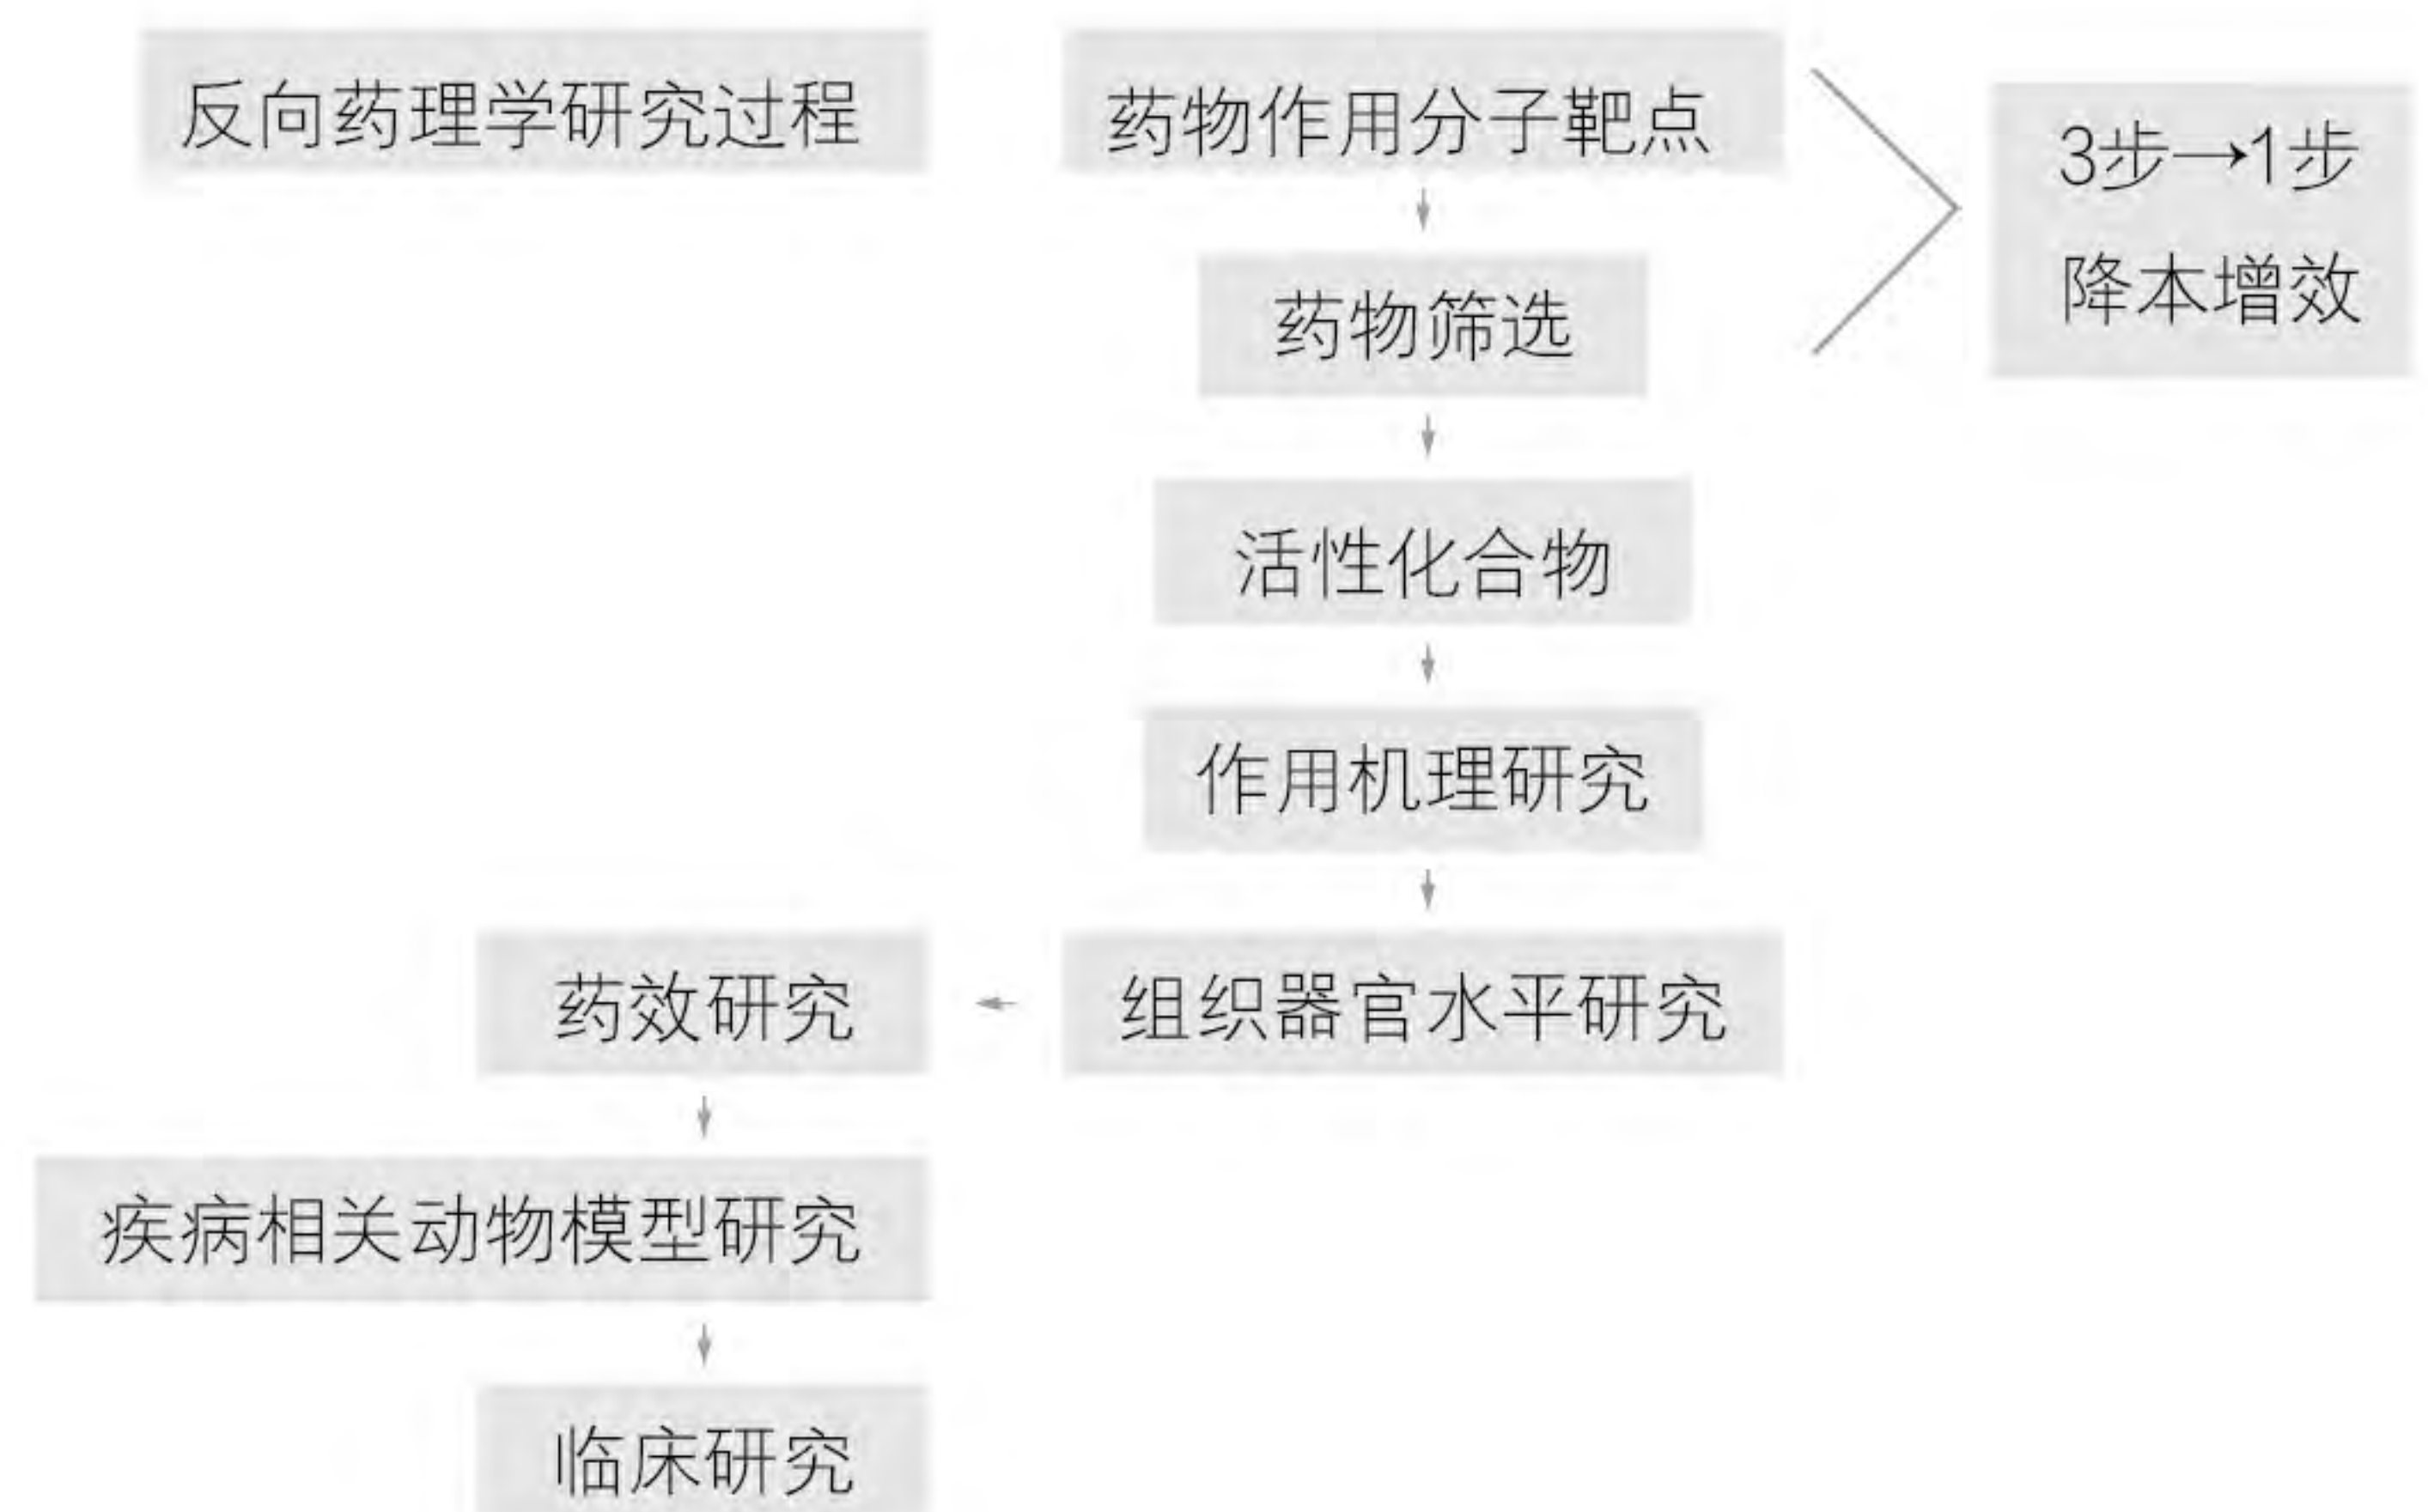 反向药理学研究过程
药物作用分子靶点
3步→1步
降本增效
药物筛选
活性化合物
作用机理研究
组织器官水平研究
药效研究
疾病相关动物模型研究
临床研究